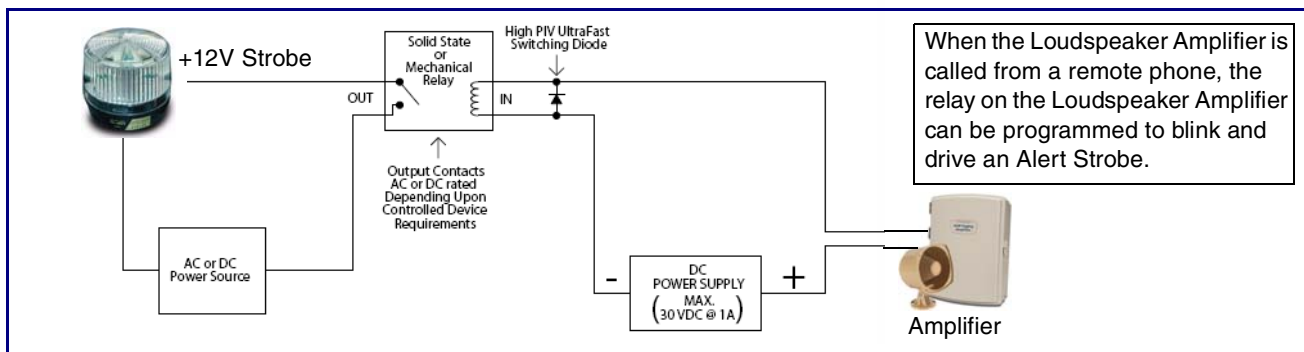 +12V Strobe
Solid State
or
Mechanical
Relay
OUT
IN
High PIV UltraFast
Switching Diode
Output Contacts
AC or DC rated
Depending Upon
Controlled Device
Requirements
AC or DC
Power Source
-
DC
POWER SUPPLY
MAX.
(30 VDC @ 1A)
+
When the Loudspeaker Amplifier is
called from a remote phone, the
relay on the Loudspeaker Amplifier
can be programmed to blink and
drive an Alert Strobe.
Amplifier